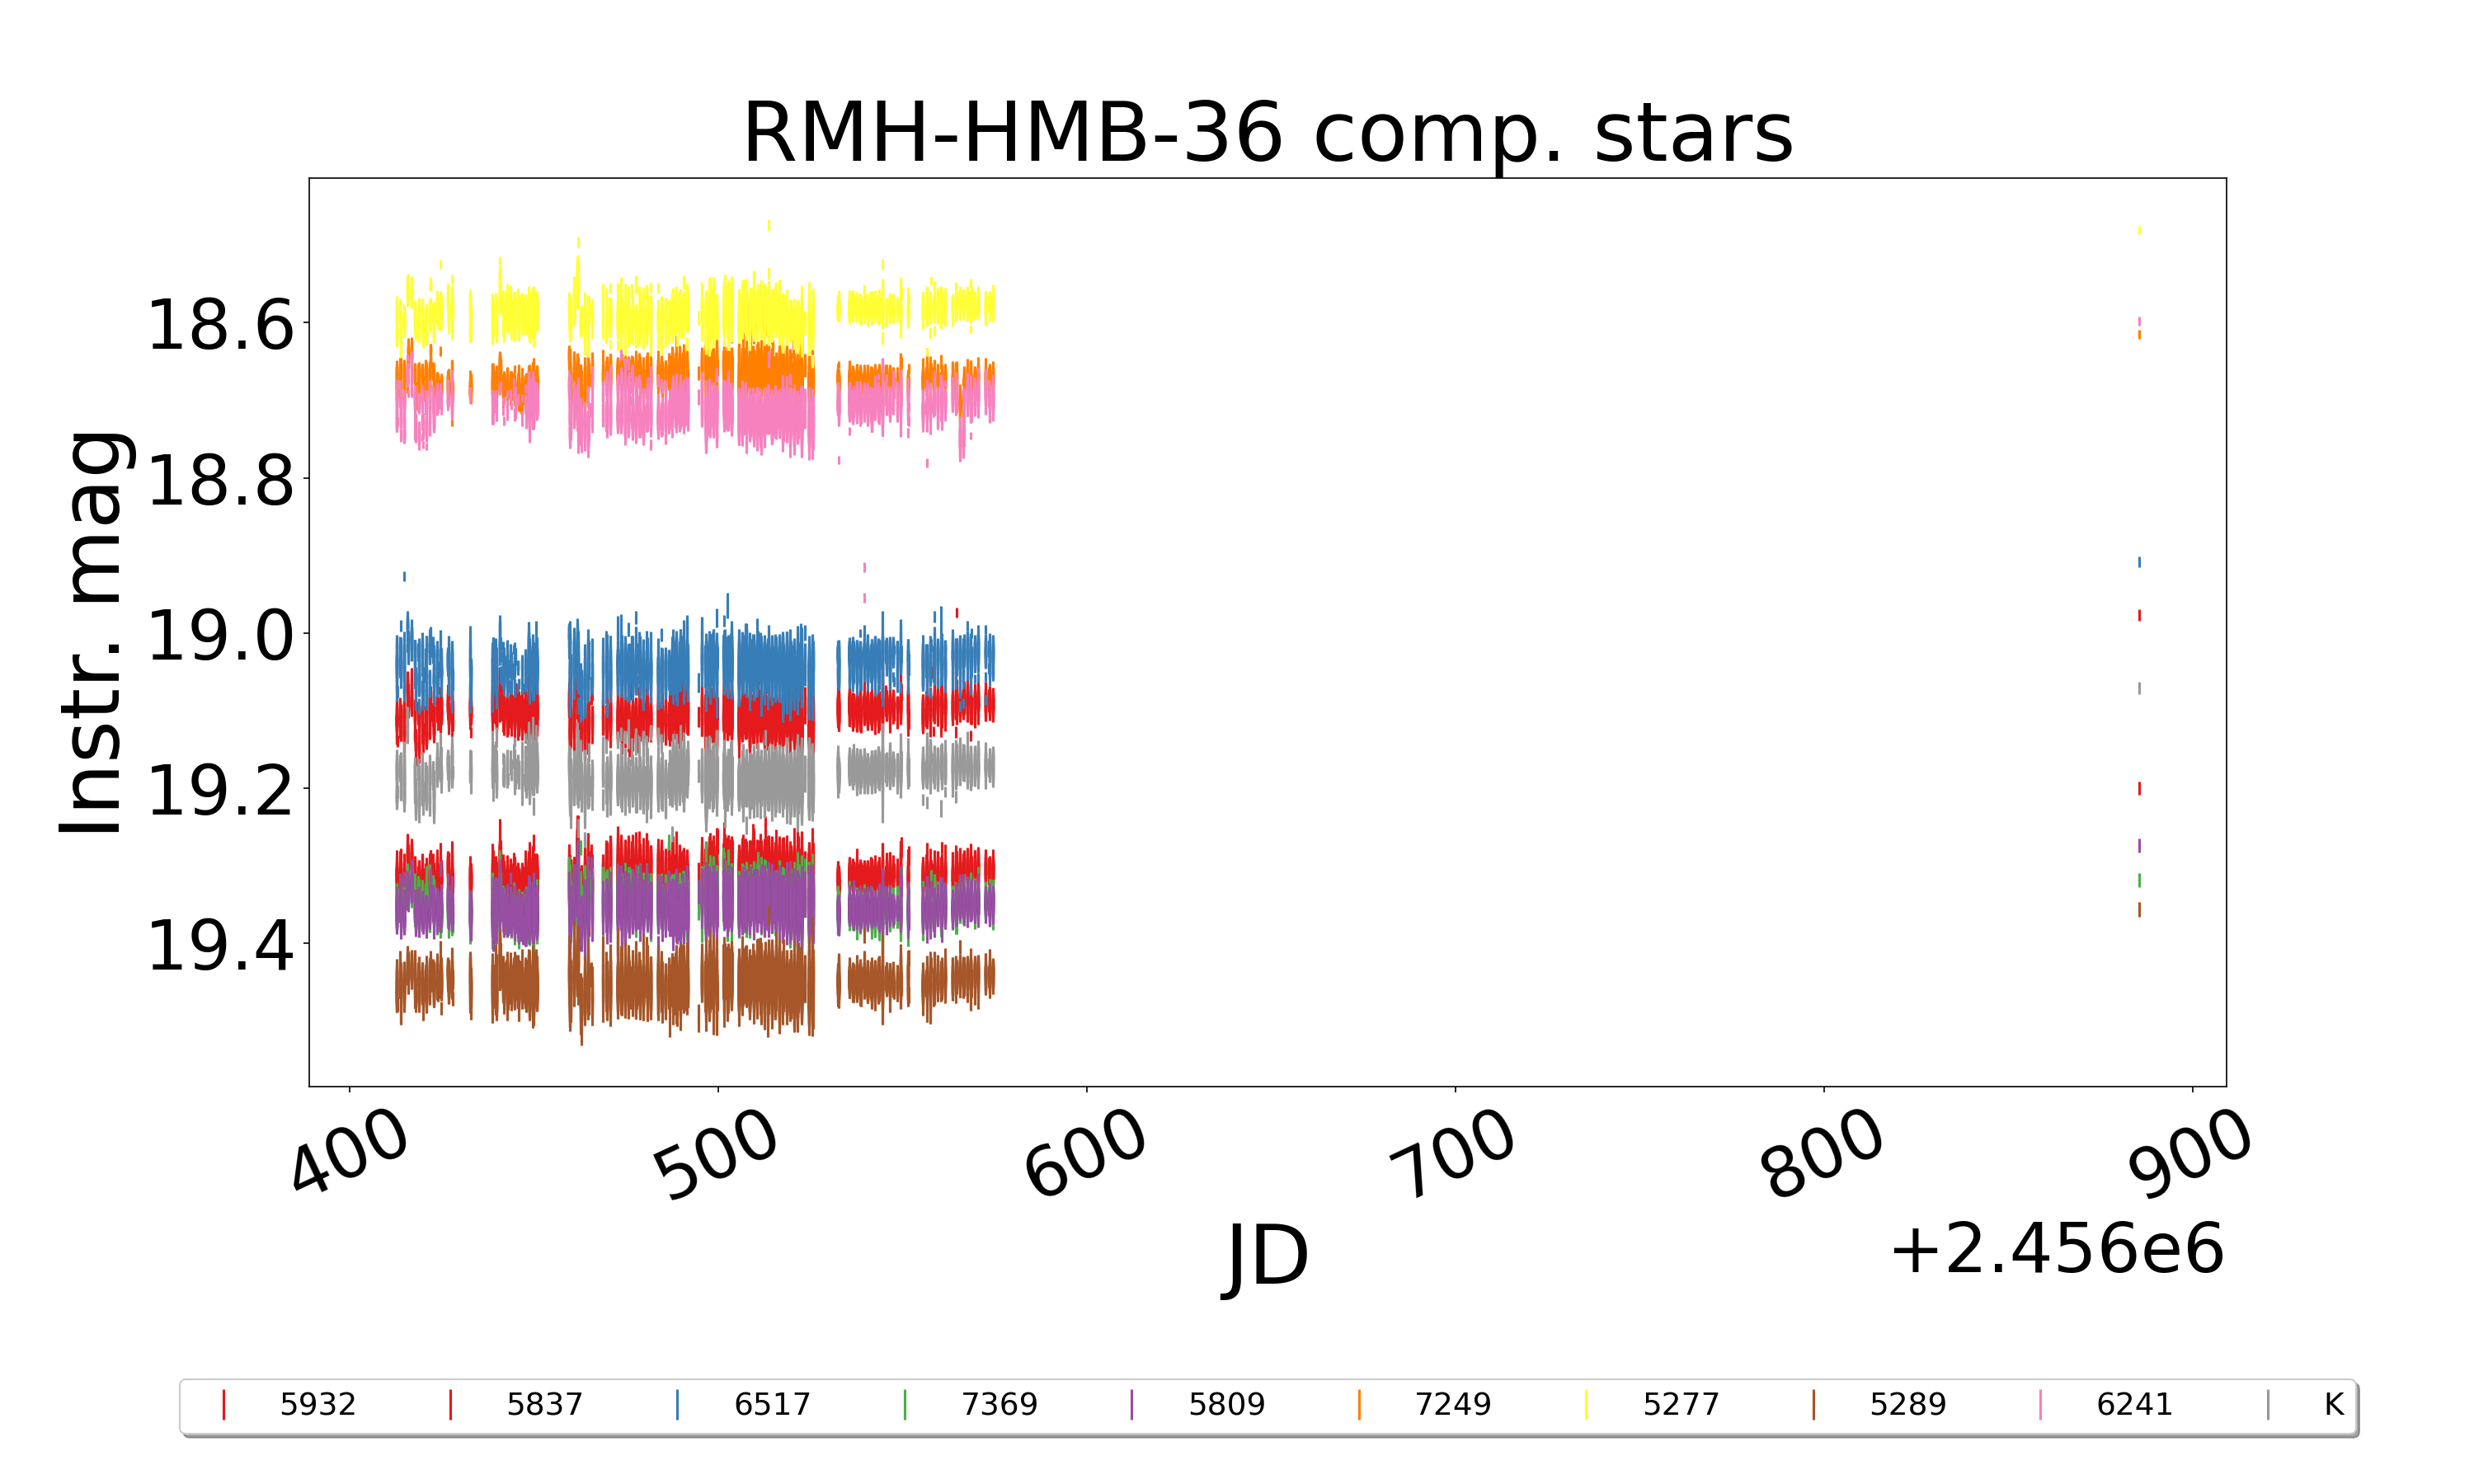 RMH-HMB-36 comp. stars
Instr. mag
18.6
18.8
19.0
19.2
19.4
400 500 600 700 800 900
JD
+2.456e6
5932 5837 6517 7369 5809 7249 5277 5289 6241 K